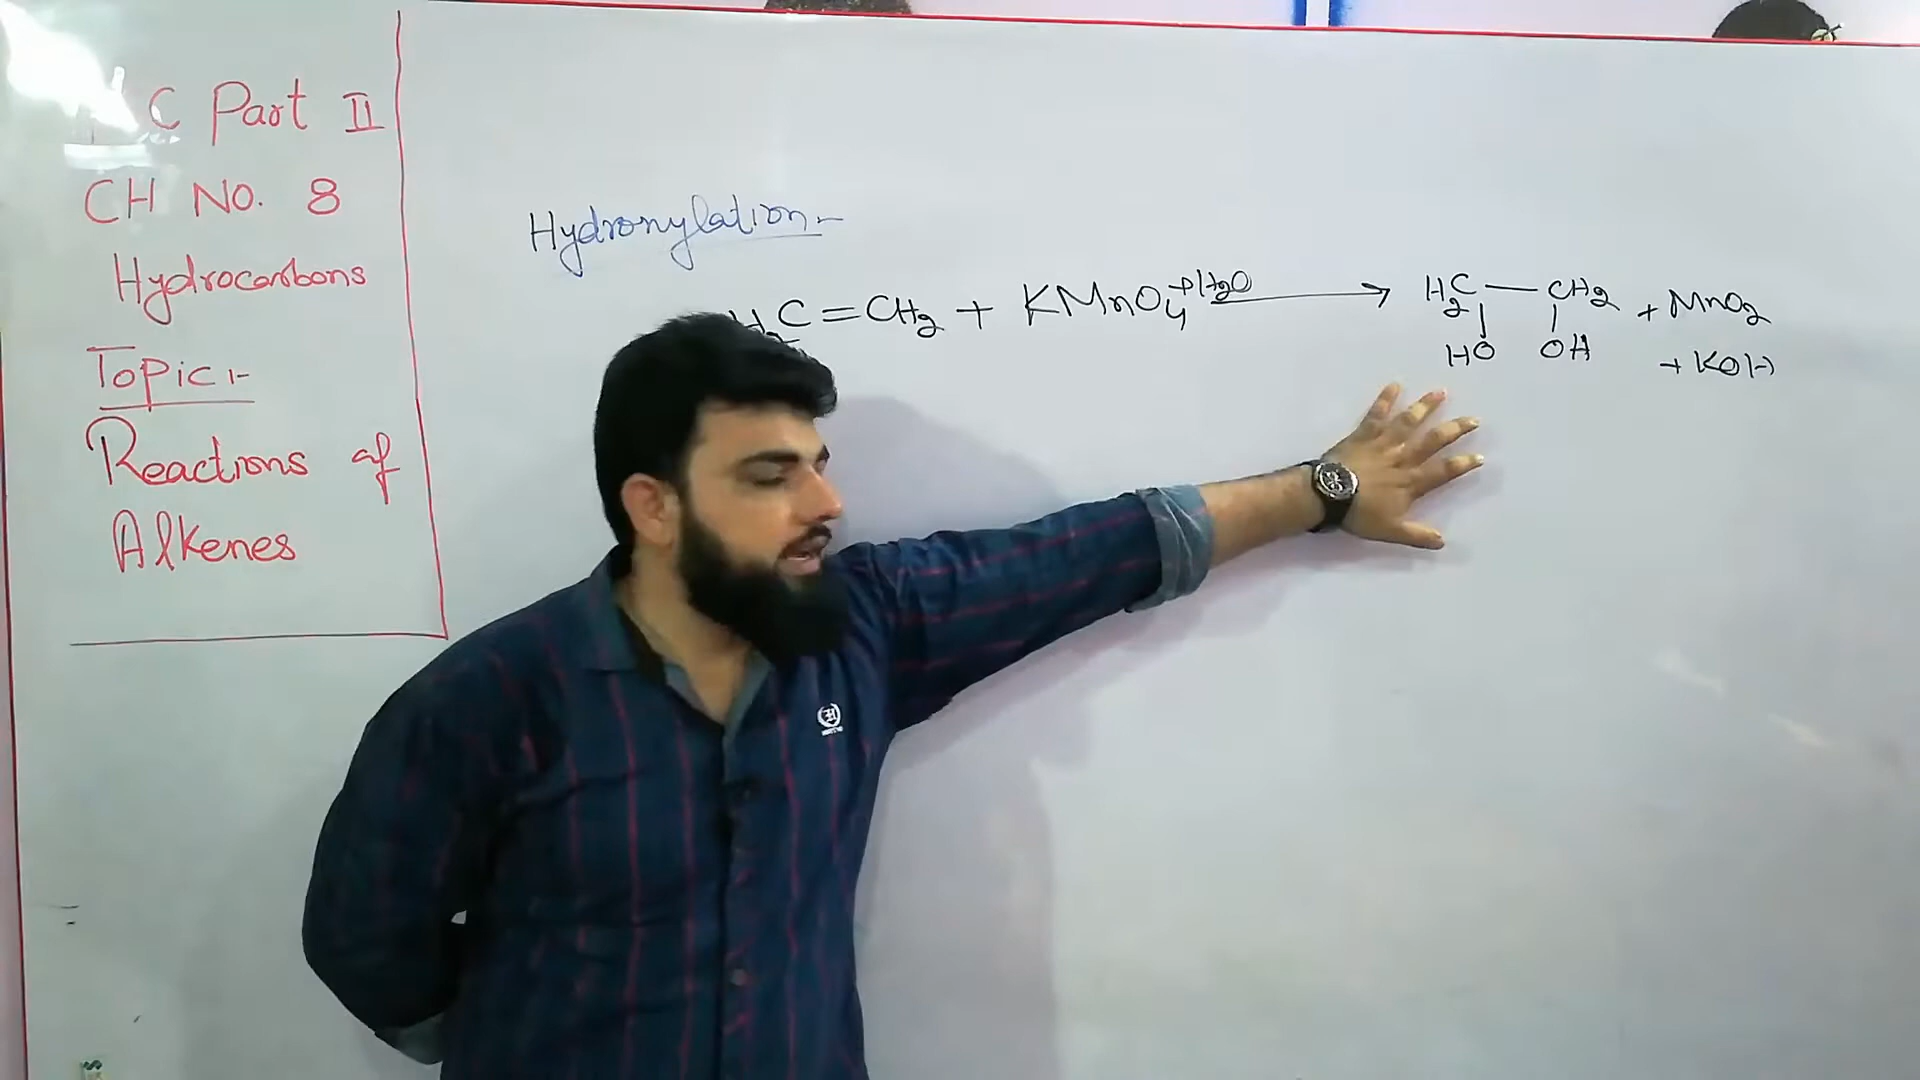 C Part II
CH NO. 8
Hydrocarbons
Topic:-
Reactions of
Alkenes
Hydroxylation:-
H₂C=CH₂ + KMnO₄ + H₂O → H₂C — CH₂ + MnO₂
HO OH + KOH